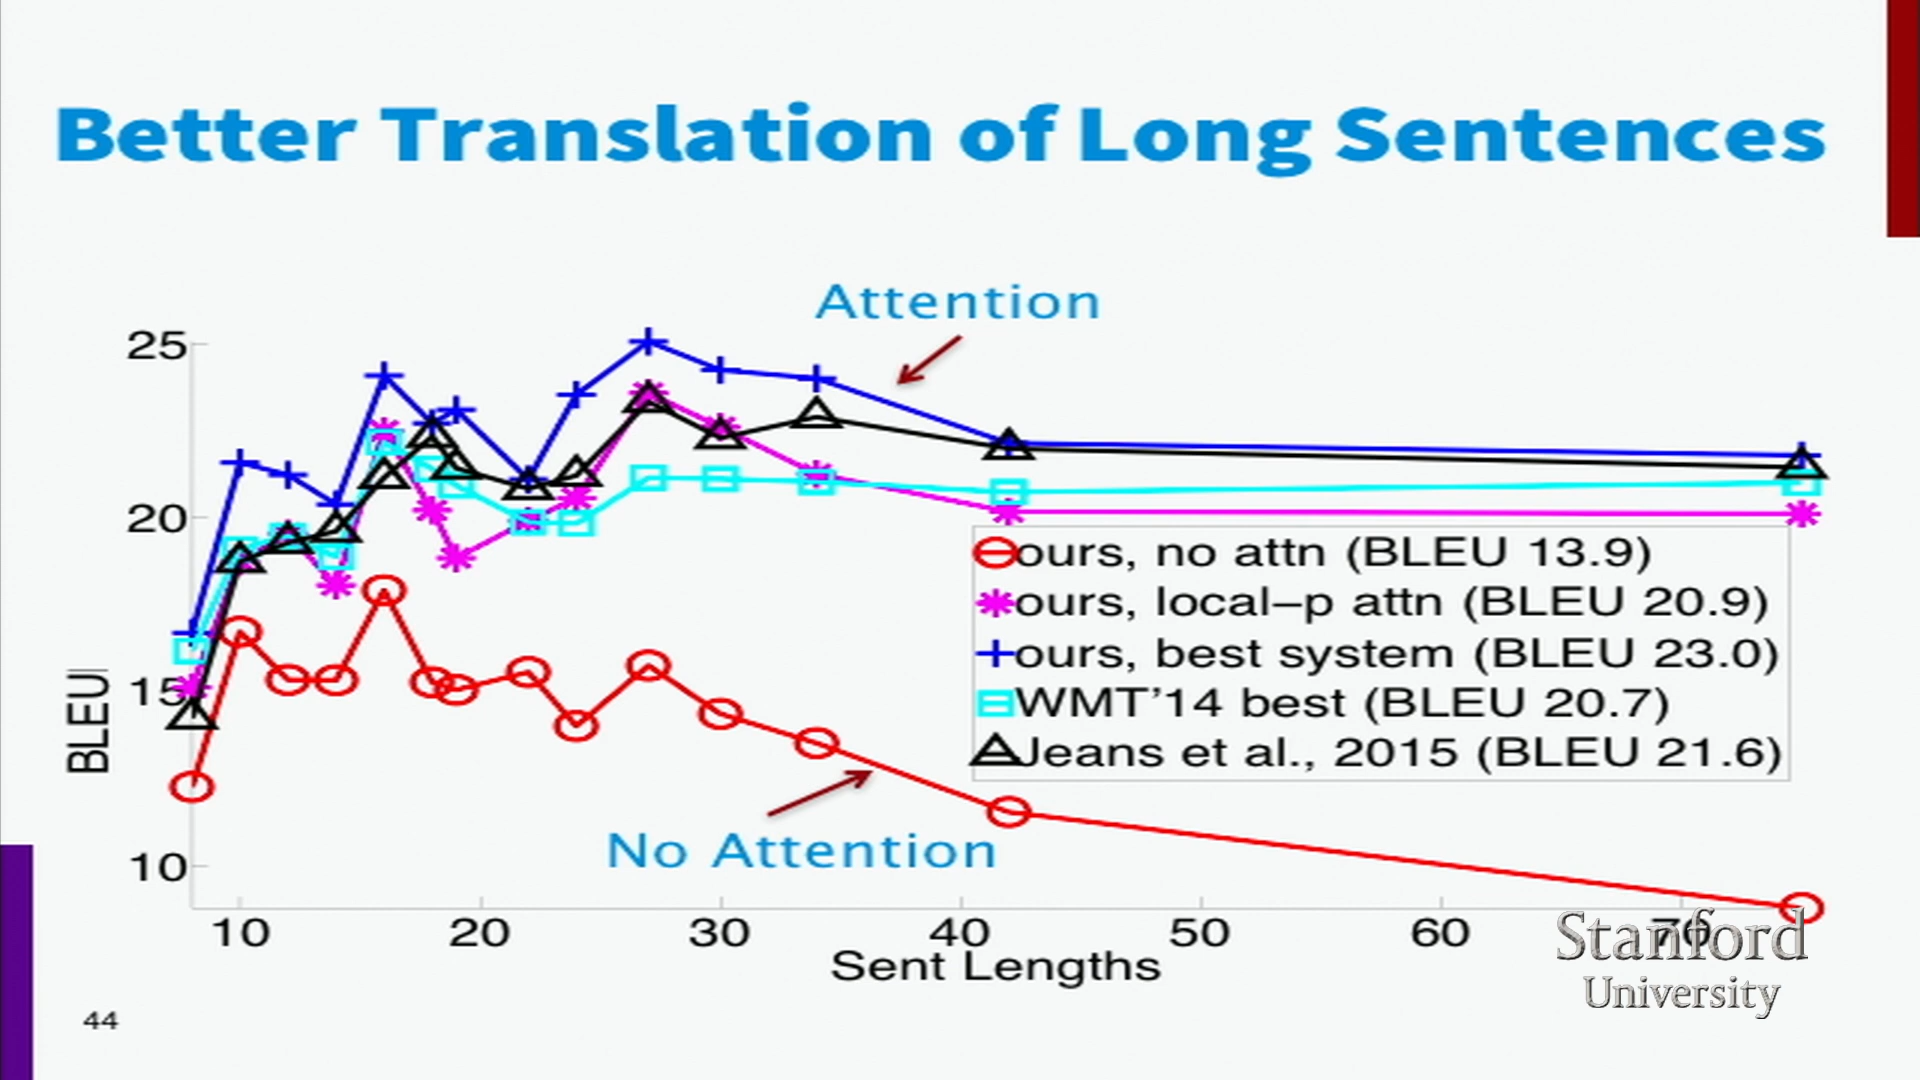 Better Translation of Long Sentences
Attention
25
20
15
10
BLEU
ours, no attn (BLEU 13.9)
ours, local–p attn (BLEU 20.9)
ours, best system (BLEU 23.0)
WMT’14 best (BLEU 20.7)
Jeans et al., 2015 (BLEU 21.6)
No Attention
10 20 30 40 50 60 70
Sent Lengths
Stanford
University
44